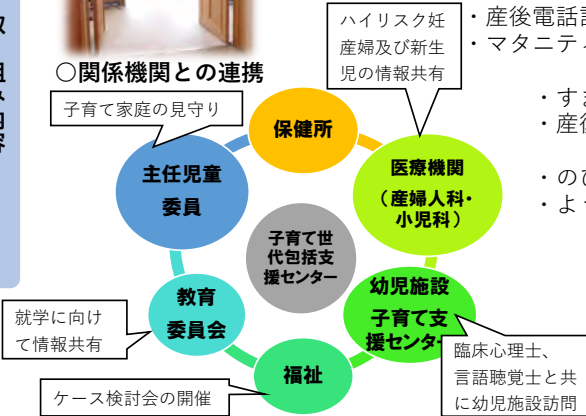 取
組
み
内
容
○関係機関との連携
ハイリスク妊
産婦及び新生
児の情報共有
・産後電話
・マタニティ
・産後
子育て家庭の見守り
保健所
主任児童
委員
医療機関
（産婦人科・
小児科）
子育て世
代包括支
援センター
教育
委員会
幼児施設
子育て支
援センター
福祉
就学に向け
て情報共有
ケース検討会の開催
臨床心理士、
言語聴覚士と共
に幼児施設訪問